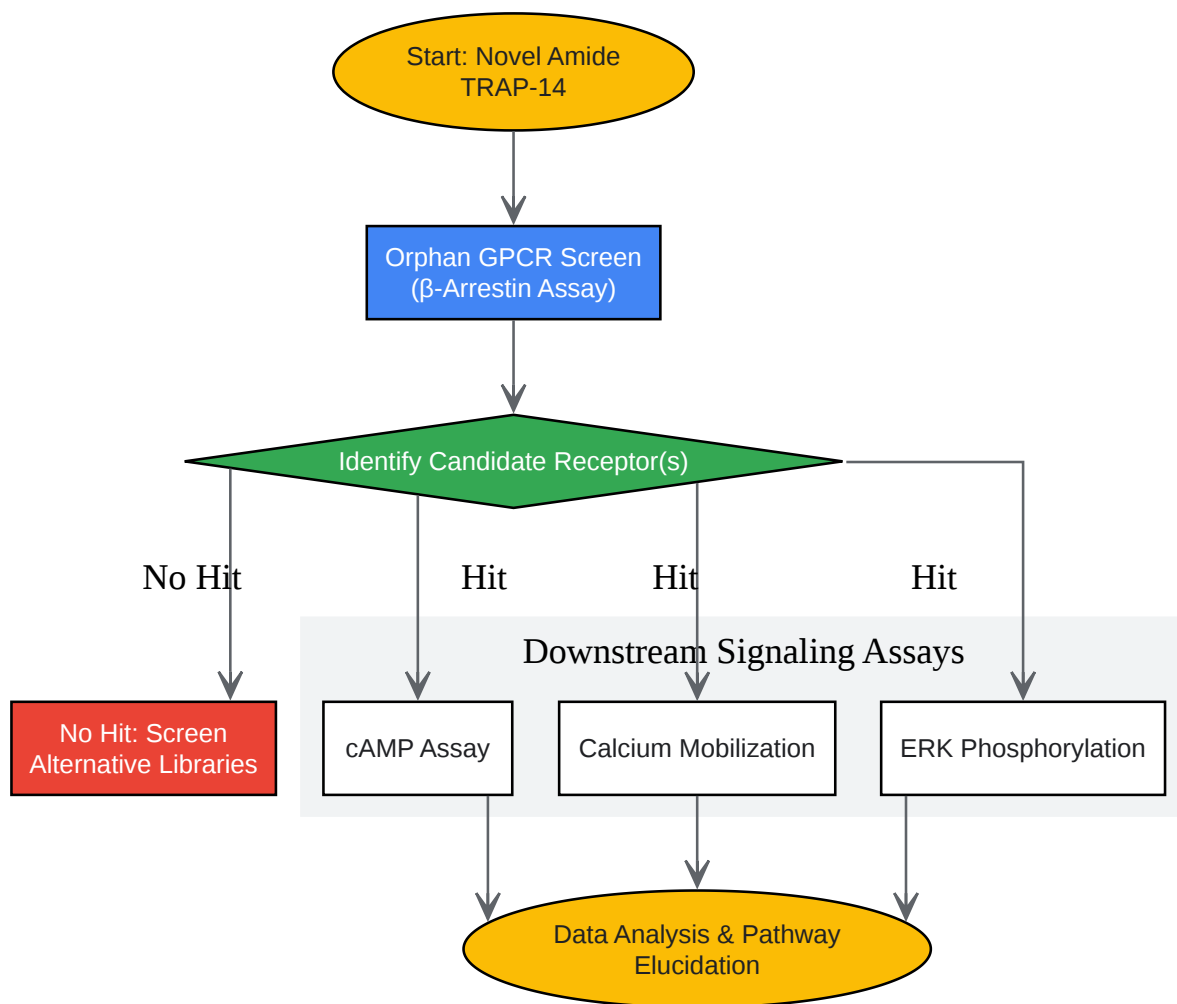 Start: Novel Amide
TRAP-14
Orphan GPCR Screen
(β-Arrestin Assay)
Identify Candidate Receptor(s)
No Hit
Hit
Hit
Hit
Downstream Signaling Assays
No Hit: Screen
Alternative Libraries
cAMP Assay
Calcium Mobilization
ERK Phosphorylation
Data Analysis & Pathway
Elucidation